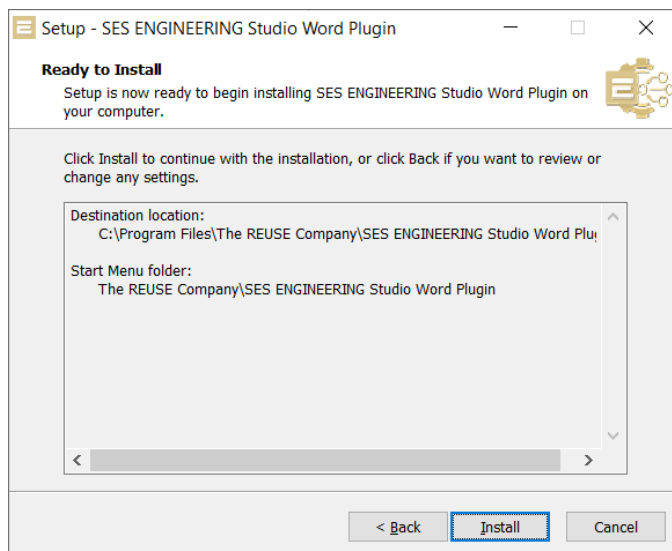 Setup - SES ENGINEERING Studio Word Plugin
Ready to Install
Setup is now ready to begin installing SES ENGINEERING Studio Word Plugin on
your computer.
Click Install to continue with the installation, or click Back if you want to review or
change any settings.
Destination location:
C:\Program Files\The REUSE Company\SES ENGINEERING Studio Word Plu
Start Menu folder:
The REUSE Company\SES ENGINEERING Studio Word Plugin
< Back
Install
Cancel